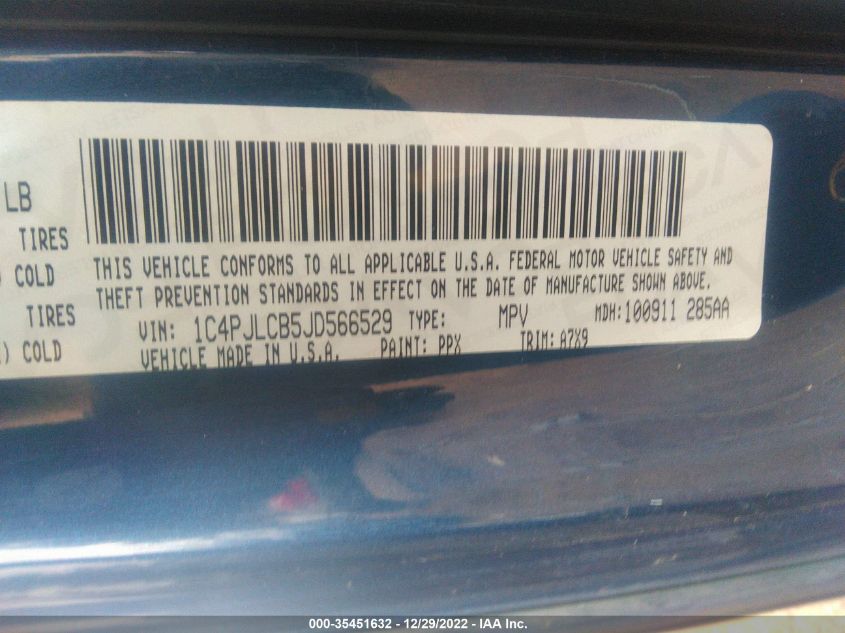 LB
TIRES
COLD
TIRES
) COLD
THIS VEHICLE CONFORMS TO ALL APPLICABLE U.S.A. FEDERAL MOTOR VEHICLE SAFETY AND
THEFT PREVENTION STANDARDS IN EFFECT ON THE DATE OF MANUFACTURE SHOWN ABOVE.
VIN: 1C4PJLCB5JD566529 TYPE: MPV MDH:100911 285AA
VEHICLE MADE IN U.S.A. PAINT: PPX TRIM: A7X9
000-35451632 - 12/29/2022 - IAA Inc.